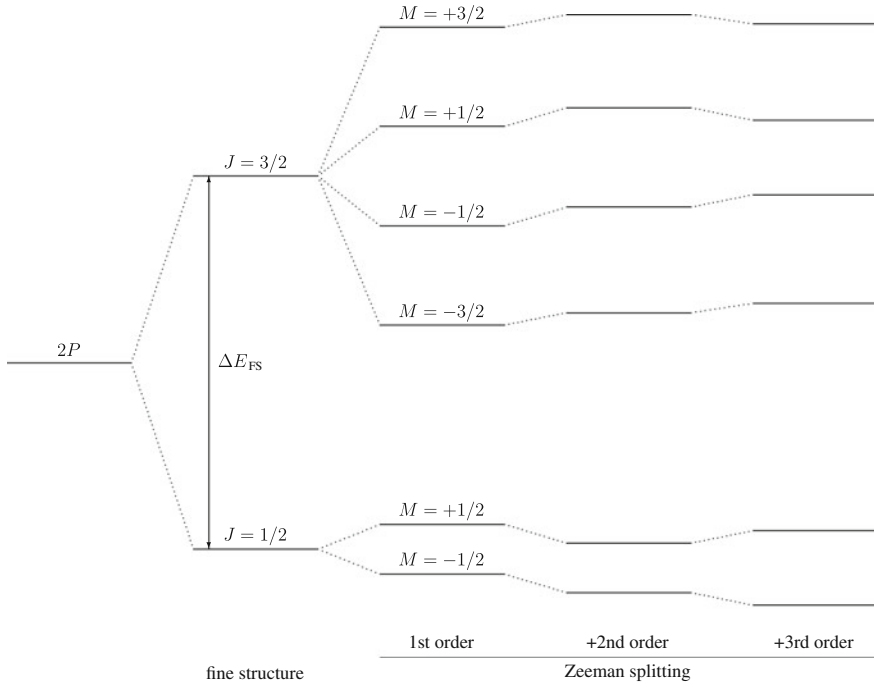 M = +3/2
M = +1/2
J = 3/2
M = −1/2
M = −3/2
2P
ΔE_FS
M = +1/2
J = 1/2
M = −1/2
1st order +2nd order +3rd order
fine structure Zeeman splitting